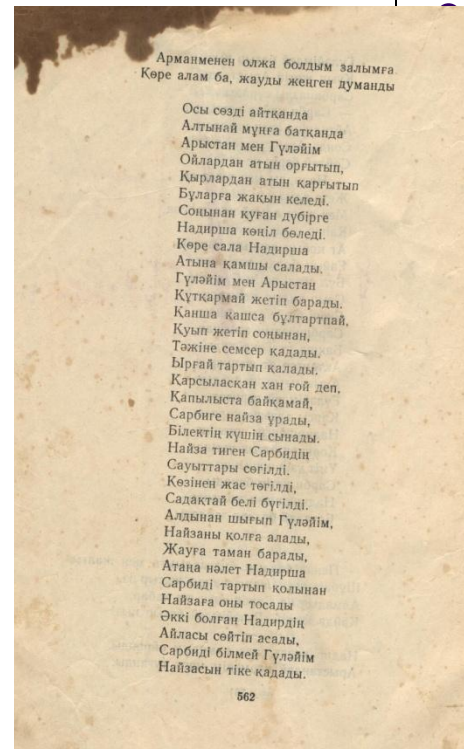 Арманменен олжа болдым залымға
Көре алам ба, жауды жеңген думанды
Осы сөзді айтқанда
Алтынай мұңға батқанда
Арыстан мен Гүләйім
Ойлардан атын орғытып,
Қырлардан атын қарғытып
Бұларға жақын келеді.
Соңынан қуған дүбірге
Надирша көңіл бөледі.
Көре сала Надирша
Атына қамшы салады.
Гүләйім мен Арыстан
Құтқармай жетіп барады.
Қанша қашса бұлтартпай,
Қуып жетіп соңынан,
Тәжіне семсер қадады.
Ырғай тартып қалады.
Қарсыласқан хан ғой деп,
Қапылыста байқамай,
Сарбиге найза ұрады,
Білектің күшін сынады.
Найза тиген Сарбидің
Сауыттары сөгілді.
Көзінен жас төгілді,
Садақтай белі бүгілді.
Алдынан шығып Гүләйім,
Найзаны қолға алады,
Жауға таман барады,
Атаңа нәлет Надирша
Сарбиді тартып қолынан
Найзаға оны тосады
Әккі болған Надирдің
Айласы сөйтіп асады,
Сарбиді білмей Гүләйім
Найзасын тіке қадады.
562